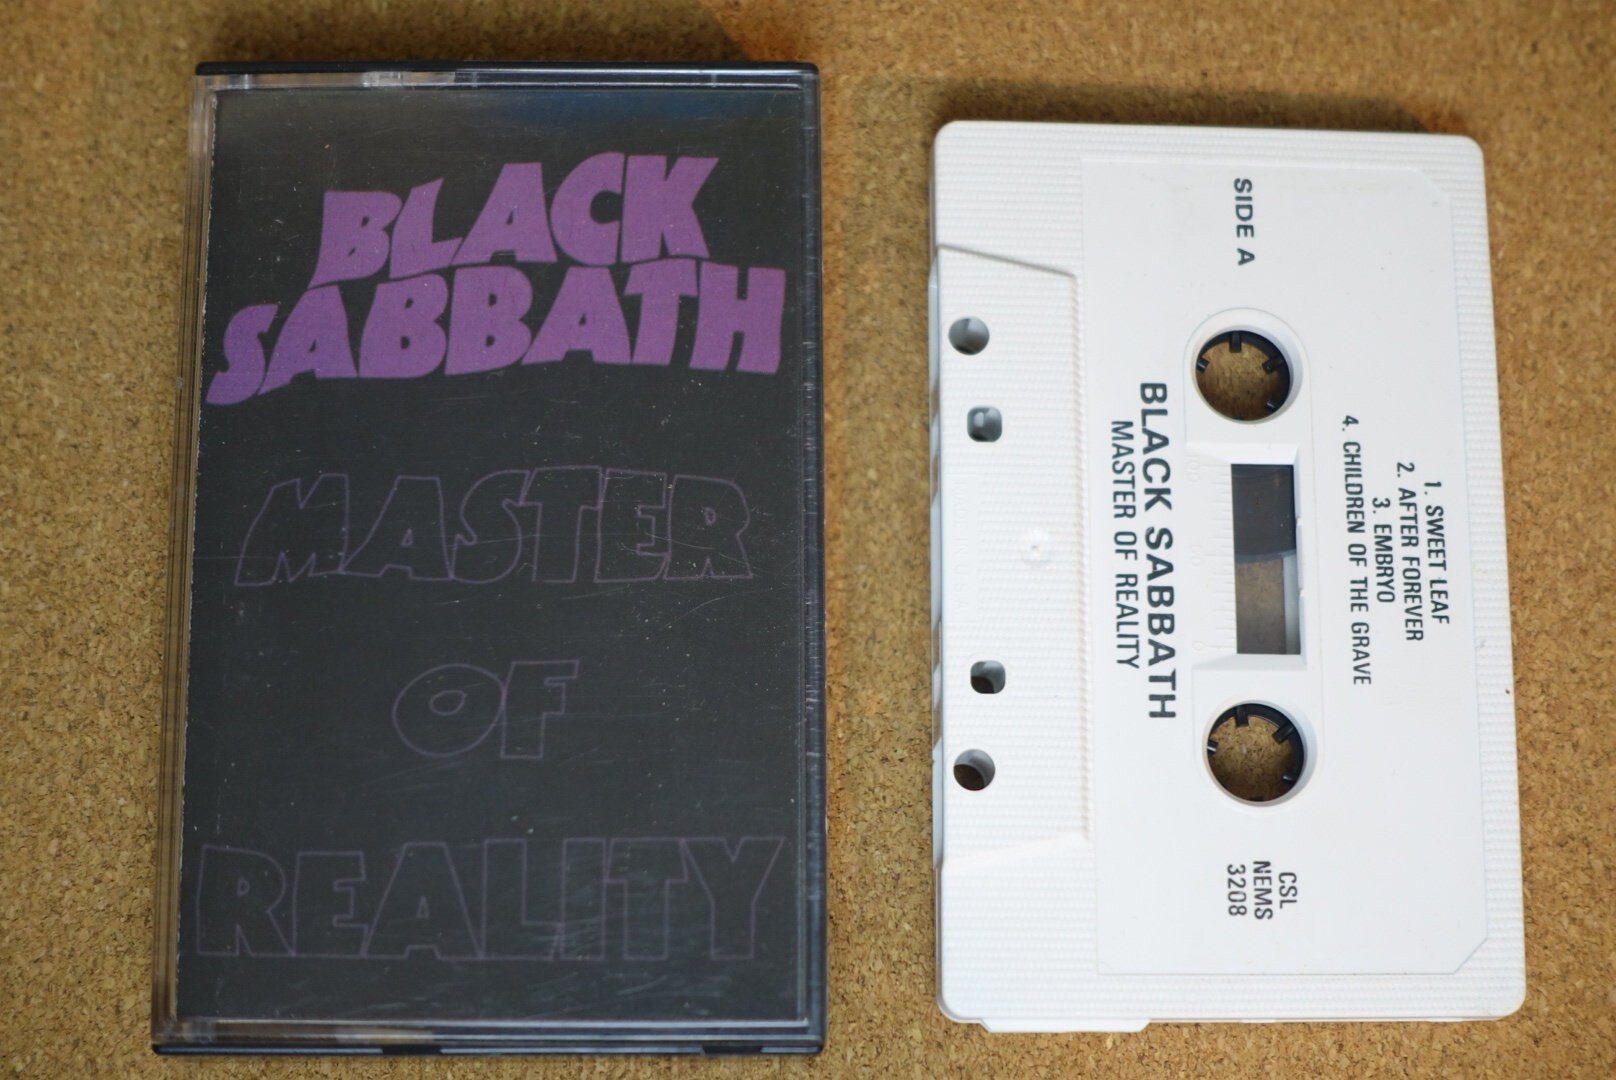 BLACK
SABBATH
MASTER
OF
REALITY
SIDE A
1. SWEET LEAF
2. AFTER FOREVER
3. EMBRYO
4. CHILDREN OF THE GRAVE
BLACK SABBATH
MASTER OF REALITY
CSL
NEMS
3208